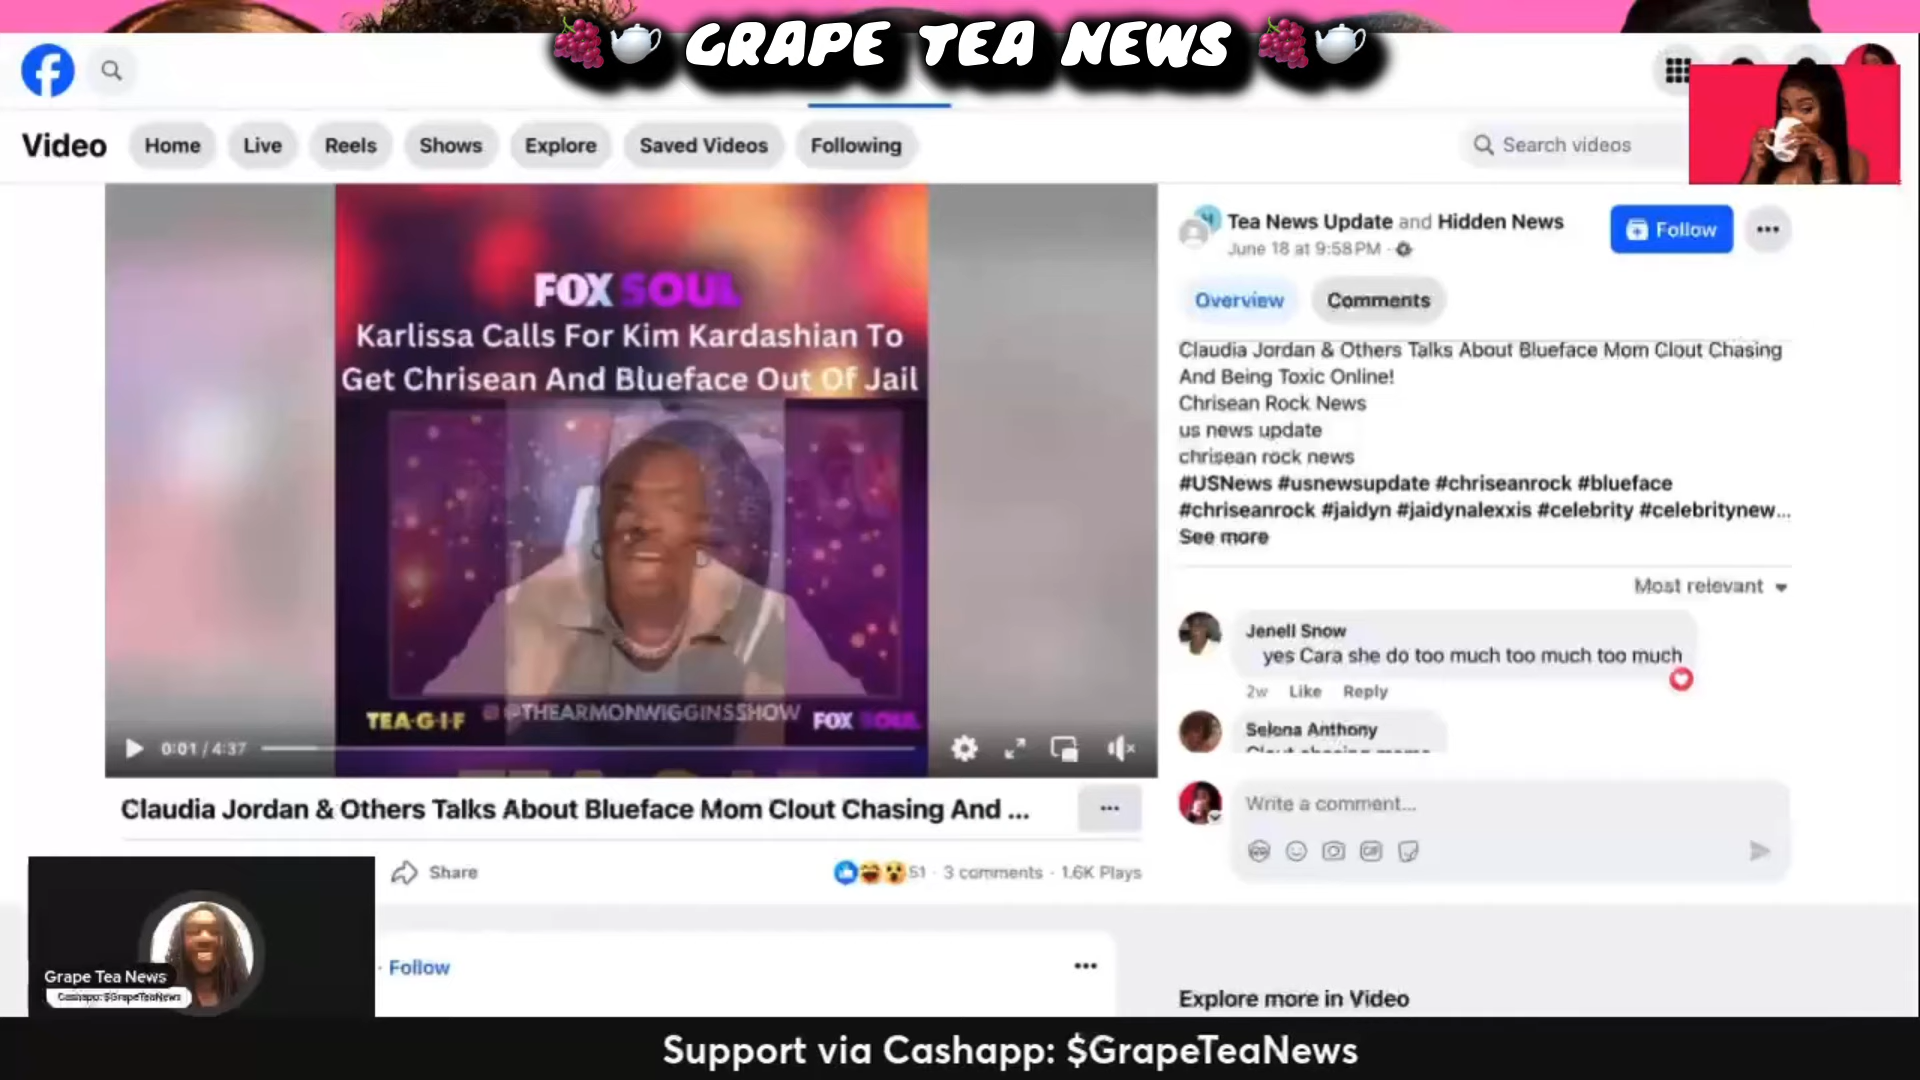 GRAPE TEA NEWS
Video
Home
Live
Reels
Shows
Explore
Saved Videos
Following
Search videos
FOX SOUL
Karlissa Calls For Kim Kardashian To
Get Chrisean And Blueface Out Of Jail
TEA-G-I-F
@THEARMONWIGGINSSHOW
FOX SOUL
0:01 / 4:37
Claudia Jordan & Others Talks About Blueface Mom Clout Chasing And ...
Share
51 · 3 comments · 1.6K Plays
Tea News Update and Hidden News
June 18 at 9:58 PM ·
Follow
Overview
Comments
Claudia Jordan & Others Talks About Blueface Mom Clout Chasing
And Being Toxic Online!
Chrisean Rock News
us news update
chrisean rock news
#USNews #usnewsupdate #chriseanrock #blueface
#chriseanrock #jaidyn #jaidynalexxis #celebrity #celebritynew...
See more
Most relevant
Jenell Snow
yes Cara she do too much too much too much
2w Like Reply
Selena Anthony
Write a comment...
GIF
· Follow
Explore more in Video
Grape Tea News
Cashapp: $GrapeTeaNews
Support via Cashapp: $GrapeTeaNews